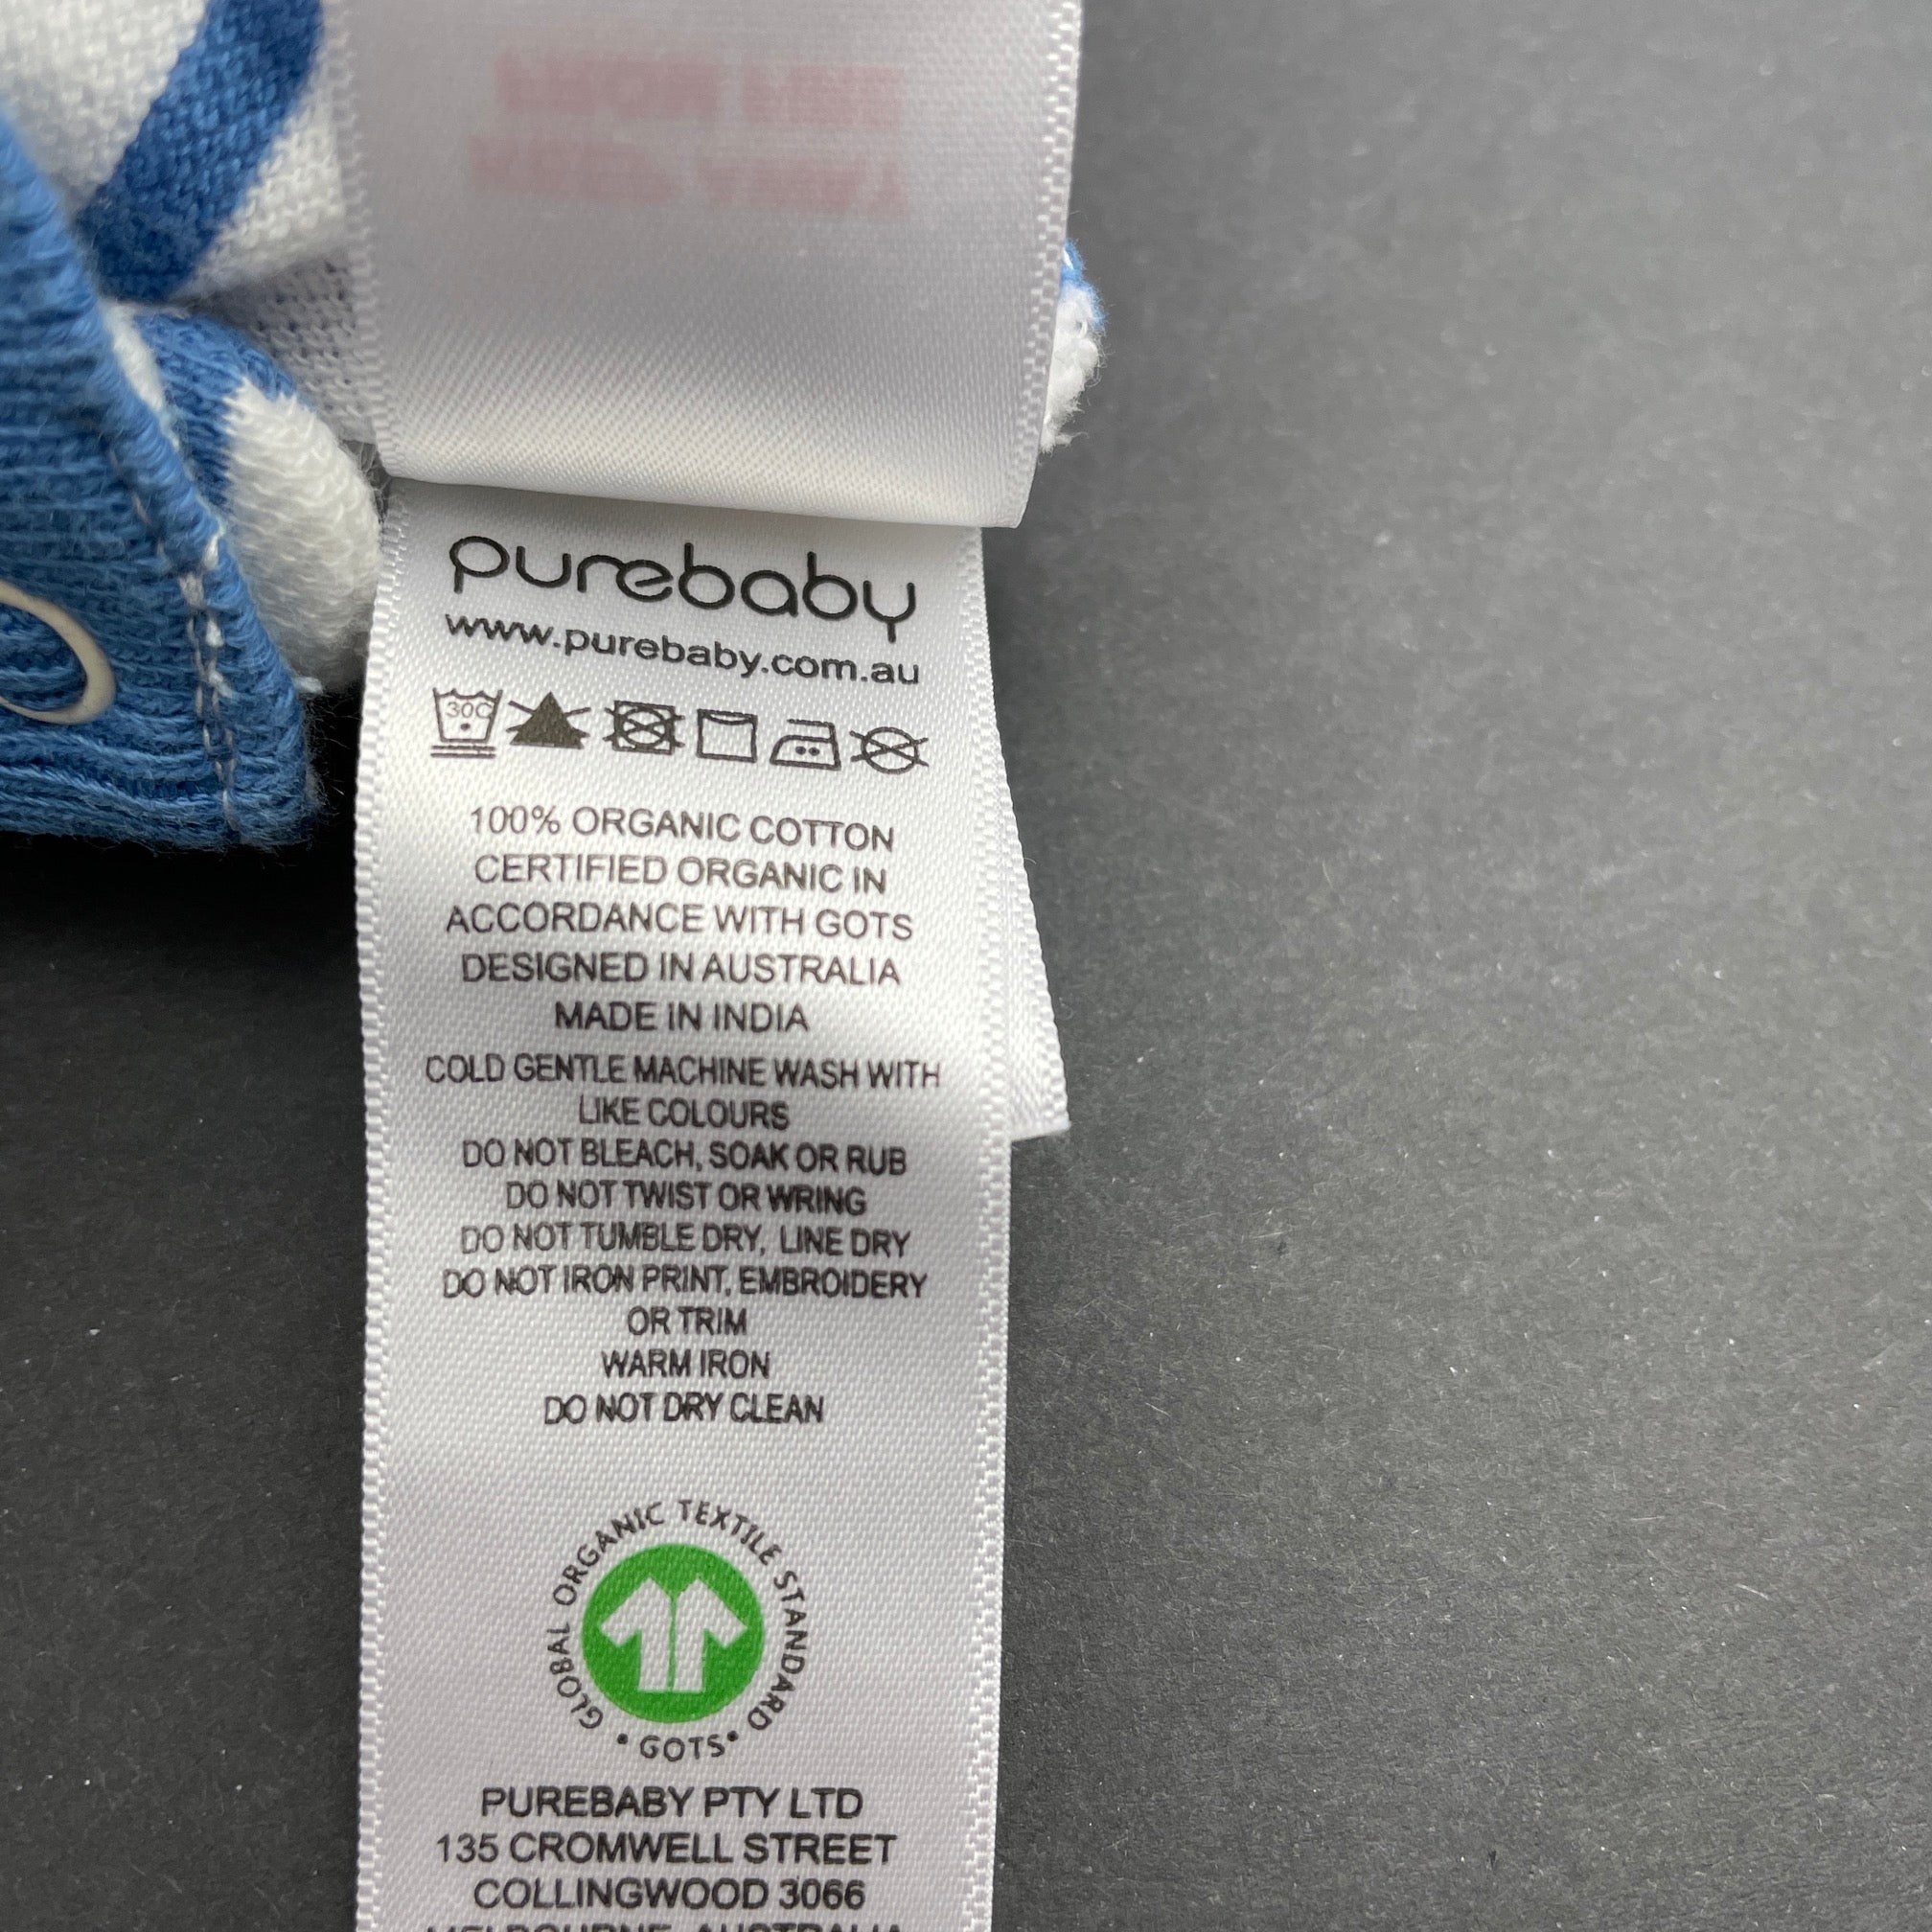 purebaby
www.purebaby.com.au
30C
100% ORGANIC COTTON
CERTIFIED ORGANIC IN
ACCORDANCE WITH GOTS
DESIGNED IN AUSTRALIA
MADE IN INDIA
COLD GENTLE MACHINE WASH WITH
LIKE COLOURS
DO NOT BLEACH, SOAK OR RUB
DO NOT TWIST OR WRING
DO NOT TUMBLE DRY, LINE DRY
DO NOT IRON PRINT, EMBROIDERY
OR TRIM
WARM IRON
DO NOT DRY CLEAN
GLOBAL ORGANIC TEXTILE STANDARD
• GOTS •
PUREBABY PTY LTD
135 CROMWELL STREET
COLLINGWOOD 3066
MELBOURNE, AUSTRALIA